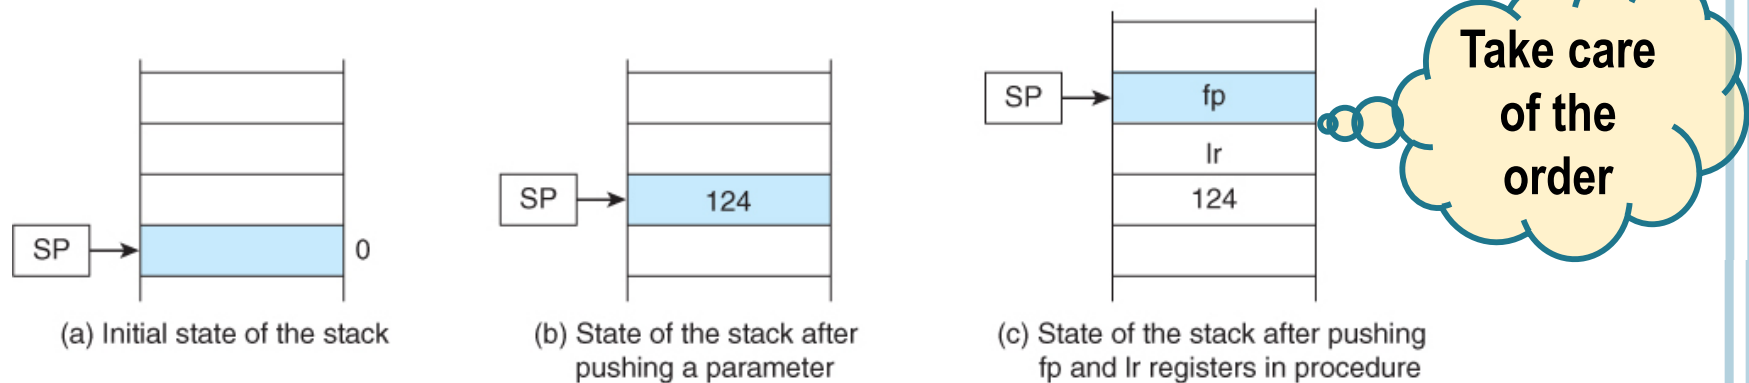 SP
0
(a) Initial state of the stack
SP
124
(b) State of the stack after
pushing a parameter
SP
fp
lr
124
(c) State of the stack after pushing
fp and lr registers in procedure
Take care
of the
order